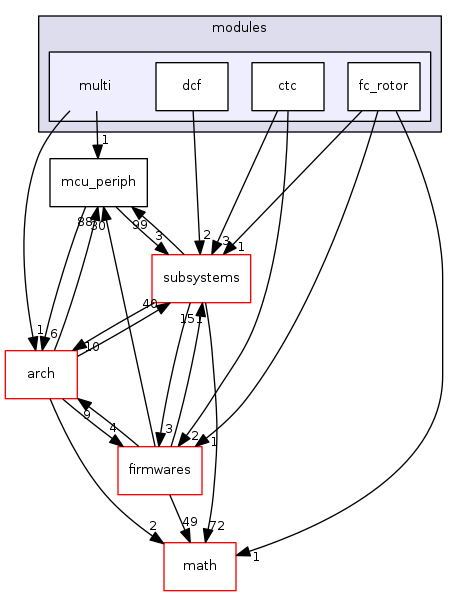 modules
multi
dcf
ctc
fc_rotor
1
mcu_periph
88
30
99
3
2
3
1
subsystems
40
1
6
10
151
arch
9
4
3
2
1
firmwares
2
49
72
1
math